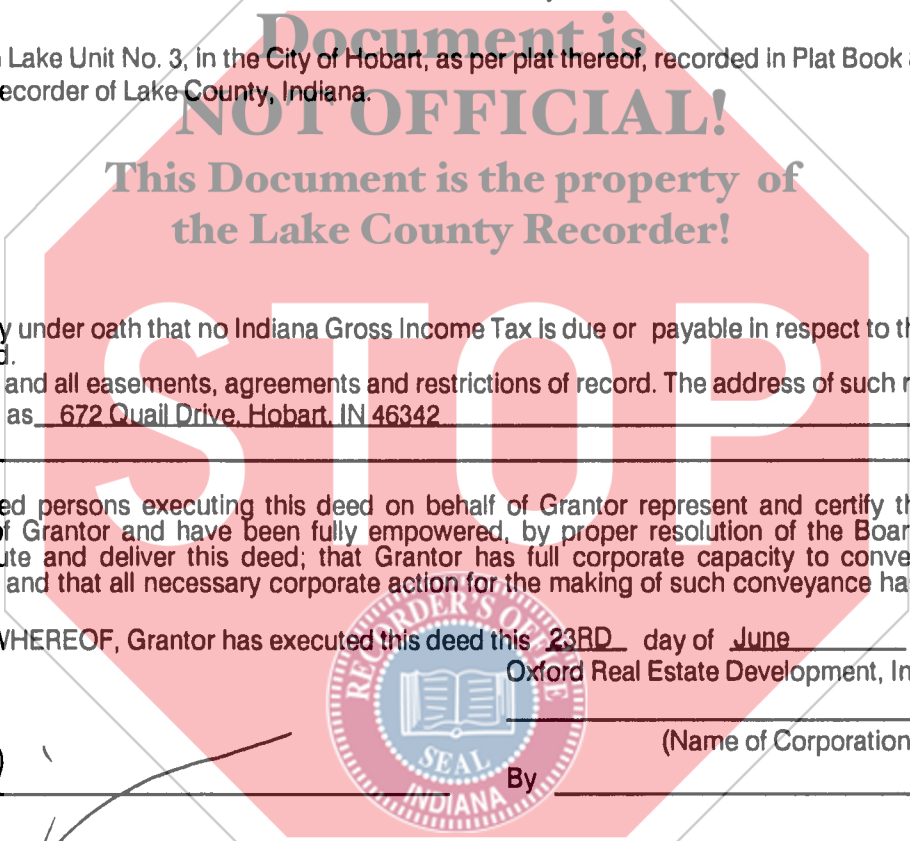 Document is
Lake Unit No. 3, in the City of Hobart, as per plat thereof, recorded in Plat Book
ecorder of Lake County, Indiana.
NOT OFFICIAL!
This Document is the property of
the Lake County Recorder!
STOP
y under oath that no Indiana Gross Income Tax is due or payable in respect to th
d.
and all easements, agreements and restrictions of record. The address of such r
as 672 Quail Drive, Hobart, IN 46342
ed persons executing this deed on behalf of Grantor represent and certify th
of Grantor and have been fully empowered, by proper resolution of the Boar
ute and deliver this deed; that Grantor has full corporate capacity to conve
and that all necessary corporate action for the making of such conveyance ha
WHEREOF, Grantor has executed this deed this 23RD day of June
Oxford Real Estate Development, In
(Name of Corporation
)
By
RECORDER'S OFFICE
SEAL
INDIANA